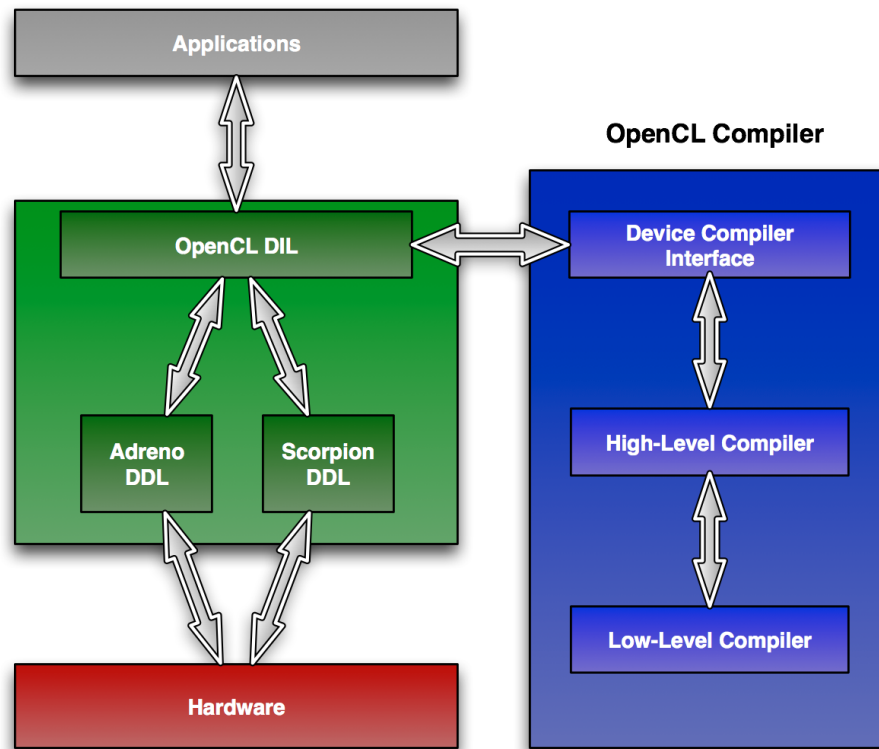 Applications
OpenCL Compiler
OpenCL DIL
Device Compiler
Interface
Adreno
DDL
Scorpion
DDL
High-Level Compiler
Low-Level Compiler
Hardware